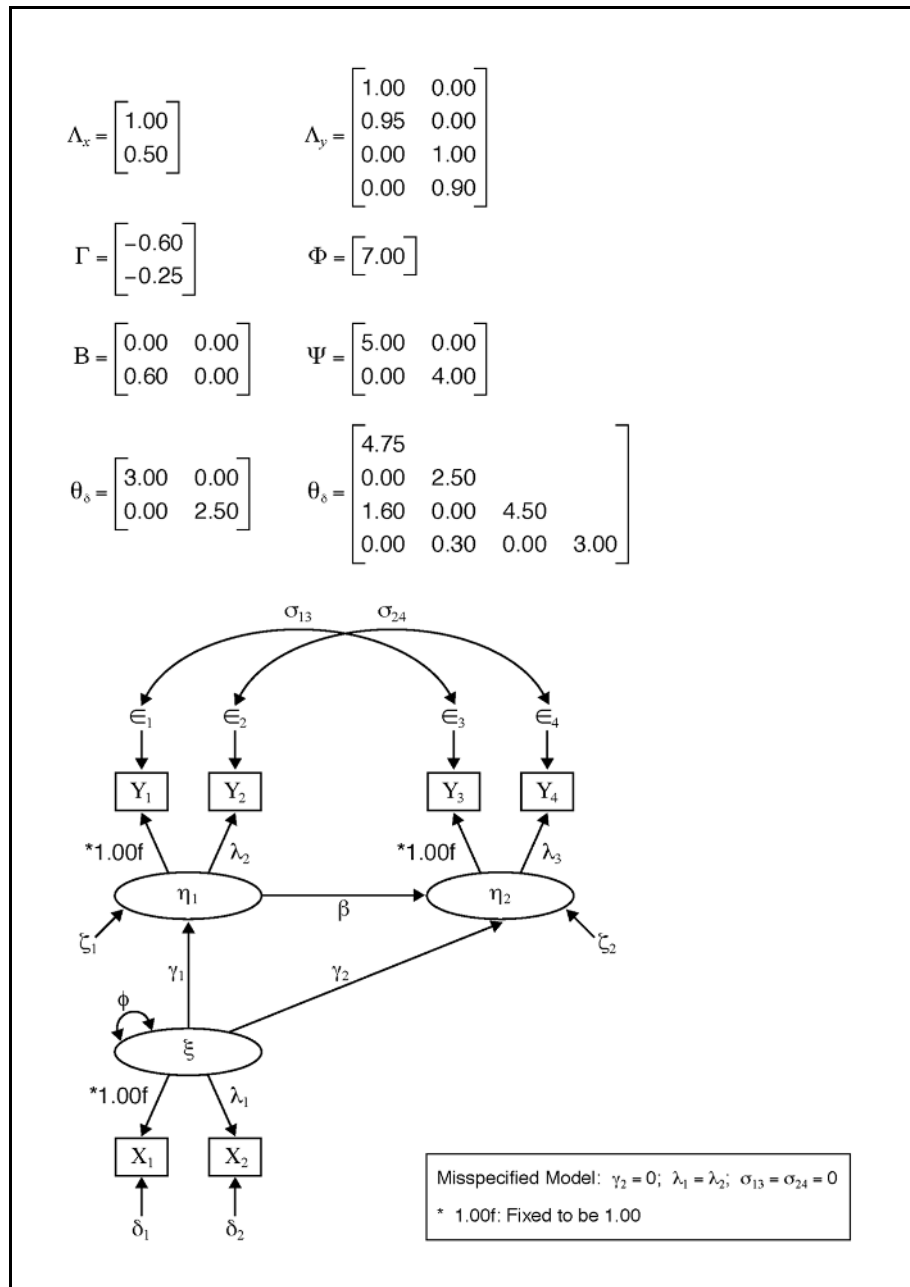 Λx = [1.00 0.50]
Λy = [1.00 0.00 0.95 0.00 0.00 1.00 0.00 0.90]
Γ = [−0.60 −0.25]
Φ = [7.00]
B = [0.00 0.00 0.60 0.00]
Ψ = [5.00 0.00 0.00 4.00]
θδ = [3.00 0.00 0.00 2.50]
θδ = [4.75 0.00 2.50 1.60 0.00 4.50 0.00 0.30 0.00 3.00]
σ13 σ24
∈1 ∈2 ∈3 ∈4
Y1 Y2 Y3 Y4
*1.00f λ2 *1.00f λ3
η1 η2
β
ζ1 ζ2
γ1 γ2
ϕ
ξ
*1.00f λ1
X1 X2
δ1 δ2
Misspecified Model: γ2 = 0; λ1 = λ2; σ13 = σ24 = 0
* 1.00f: Fixed to be 1.00